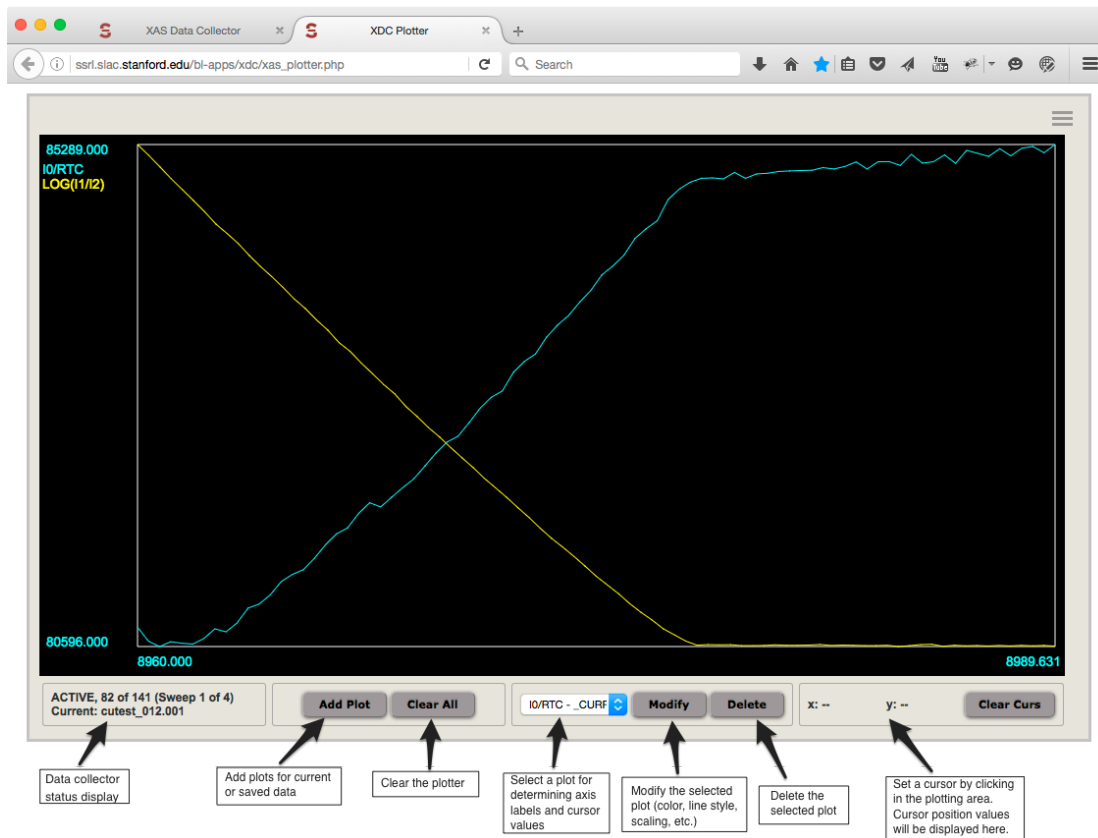 XAS Data Collector
XDC Plotter
ssrl.slac.stanford.edu/bl-apps/xdc/xas_plotter.php
Search
You
Tube
85289.000
I0/RTC
LOG(I1/I2)
80596.000
8960.000
8989.631
ACTIVE, 82 of 141 (Sweep 1 of 4)
Current: cutest_012.001
Add Plot
Clear All
I0/RTC - _CURF
Modify
Delete
x: --
y: --
Clear Curs
Data collector
status display
Add plots for current
or saved data
Clear the plotter
Select a plot for
determining axis
labels and cursor
values
Modify the selected
plot (color, line style,
scaling, etc.)
Delete the
selected plot
Set a cursor by clicking
in the plotting area.
Cursor position values
will be displayed here.